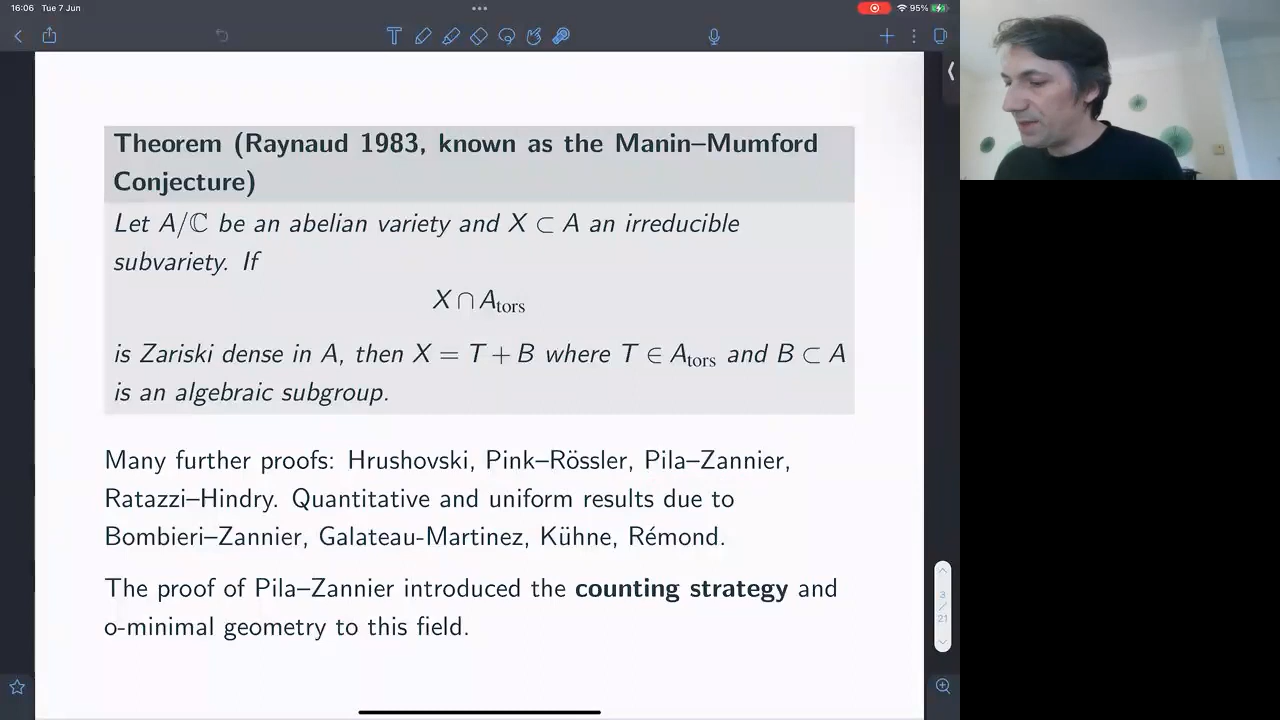 16:06 Tue 7 Jun
95%
Theorem (Raynaud 1983, known as the Manin–Mumford
Conjecture)
Let A/ℂ be an abelian variety and X ⊂ A an irreducible
subvariety. If
X ∩ A_tors
is Zariski dense in A, then X = T + B where T ∈ A_tors and B ⊂ A
is an algebraic subgroup.
Many further proofs: Hrushovski, Pink–Rössler, Pila–Zannier,
Ratazzi–Hindry. Quantitative and uniform results due to
Bombieri–Zannier, Galateau-Martinez, Kühne, Rémond.
The proof of Pila–Zannier introduced the counting strategy and
o-minimal geometry to this field.
3
/
21